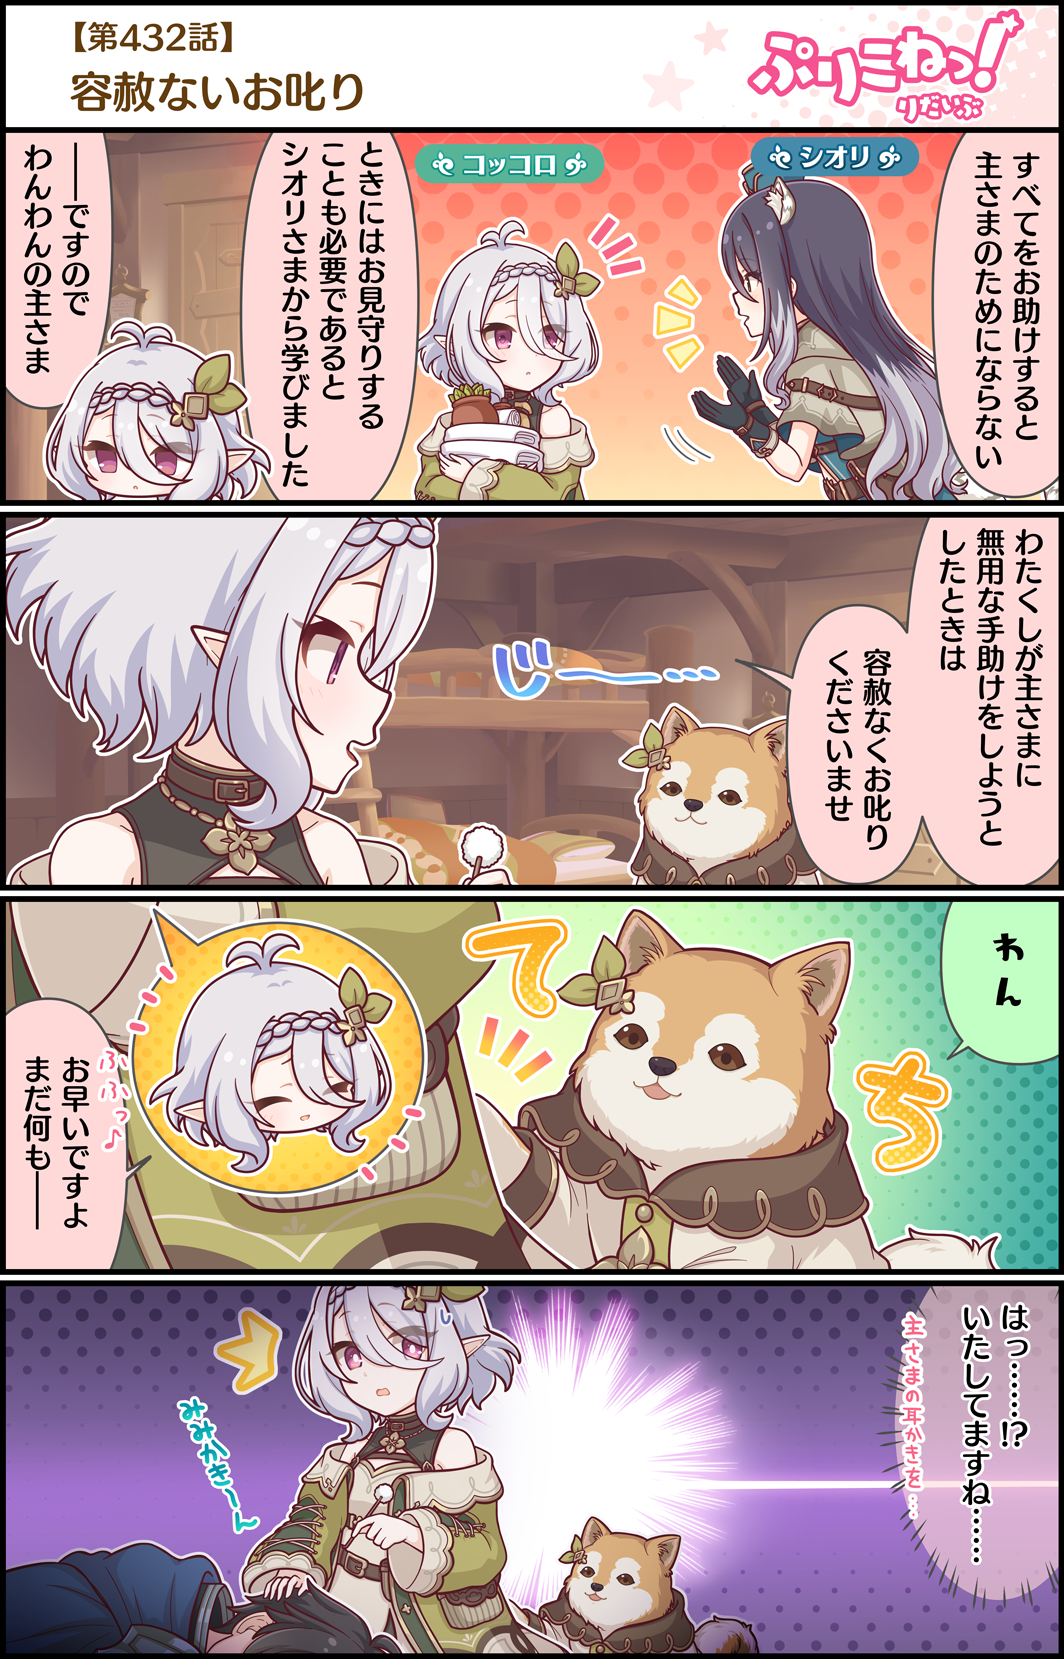 【第432話】
容赦ないお叱り
ぷりこねっ!
りだいぶ
シオリ
コッコロ
すべてをお助けすると
主さまのためにならない
ときにはお見守りする
ことも必要であると
シオリさまから学びました
――ですので
わんわんの主さま
わたくしが主さまに
無用な手助けをしようと
したときは
容赦なくお叱り
くださいませ
じーー…
わん
てち
お早いですよ
まだ何も――
ふふっ♪
はっ……!?
いたしてますね……
主さまの耳かきを…
みみかきーん